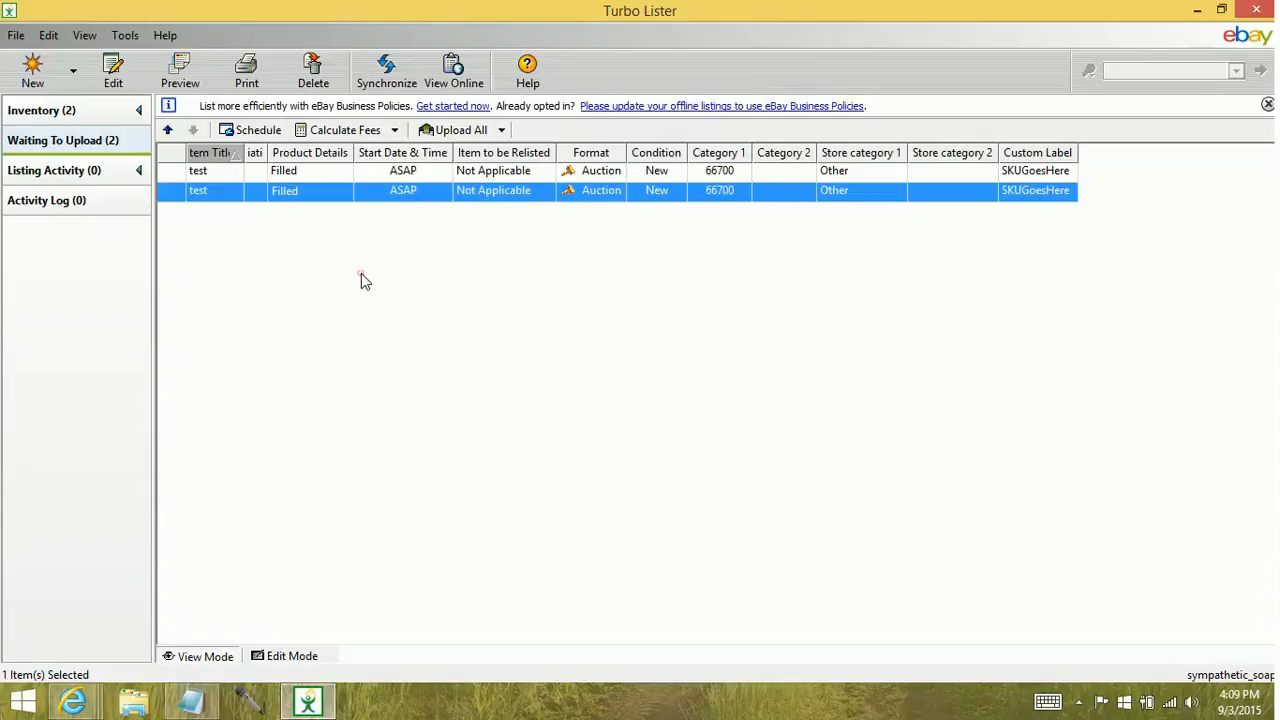 Turbo Lister
File Edit View Tools Help
ebay
New Edit Preview Print Delete Synchronize View Online Help
Inventory (2)
Waiting To Upload (2)
Listing Activity (0)
Activity Log (0)
List more efficiently with eBay Business Policies. Get started now. Already opted in? Please update your offline listings to use eBay Business Policies.
Schedule Calculate Fees Upload All
tem Title iati Product Details Start Date & Time Item to be Relisted Format Condition Category 1 Category 2 Store category 1 Store category 2 Custom Label
test Filled ASAP Not Applicable Auction New 66700 Other SKUGoesHere
test Filled ASAP Not Applicable Auction New 66700 Other SKUGoesHere
View Mode Edit Mode
1 Item(s) Selected
sympathetic_soap
4:09 PM
9/3/2015